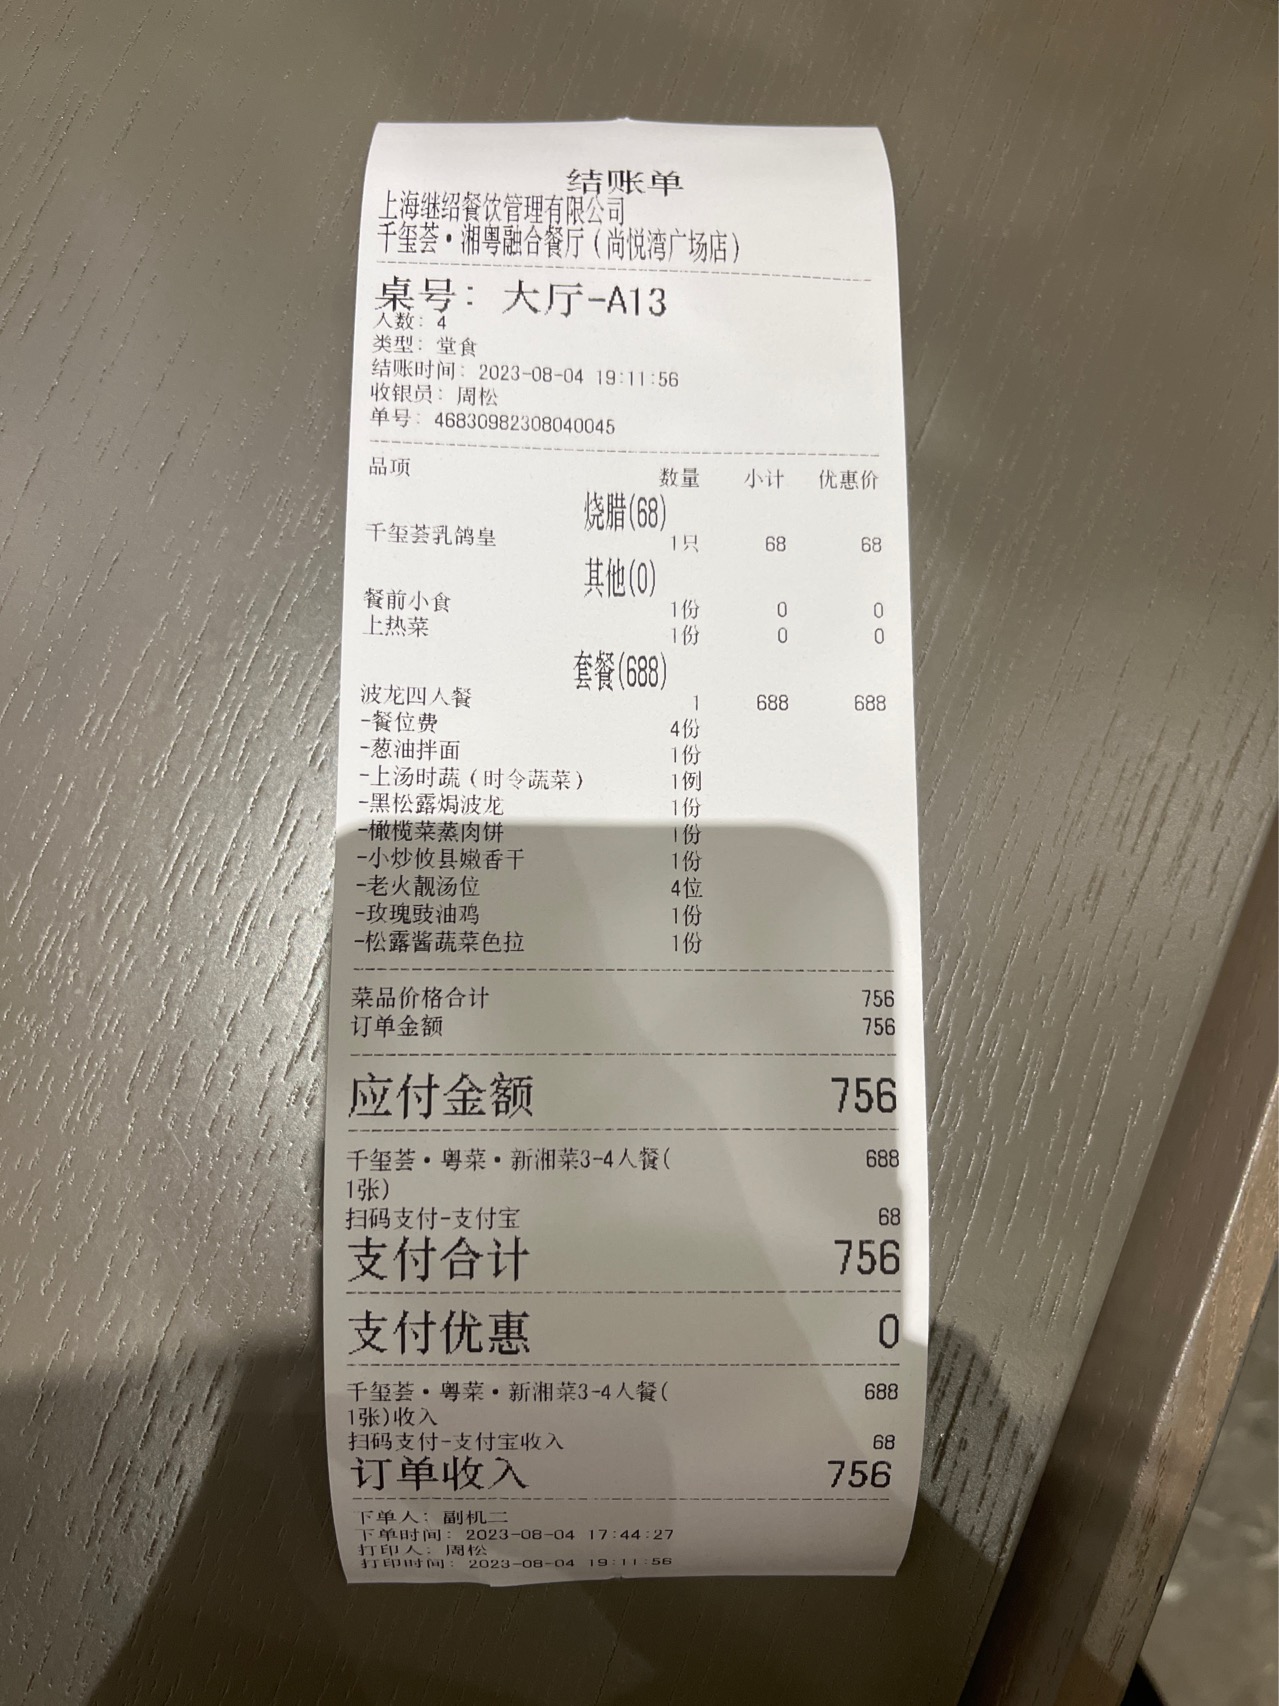 结账单
上海继绍餐饮管理有限公司
千玺荟·湘粤融合餐厅(尚悦湾广场店)
桌号: 大厅-A13
人数: 4
类型: 堂食
结账时间: 2023-08-04 19:11:56
收银员: 周松
单号: 46830982308040045
品项 数量 小计 优惠价
烧腊(68)
千玺荟乳鸽皇 1只 68 68
其他(0)
餐前小食 1份 0 0
上热菜 1份 0 0
套餐(688)
波龙四人餐 1 688 688
-餐位费 4份
-葱油拌面 1份
-上汤时蔬(时令蔬菜) 1例
-黑松露焗波龙 1份
-橄榄菜蒸肉饼 1份
-小炒攸县嫩香干 1份
-老火靓汤位 4位
-玫瑰豉油鸡 1份
-松露酱蔬菜色拉 1份
菜品价格合计 756
订单金额 756
应付金额 756
千玺荟·粤菜·新湘菜3-4人餐( 688
1张)
扫码支付-支付宝 68
支付合计 756
支付优惠 0
千玺荟·粤菜·新湘菜3-4人餐( 688
1张)收入
扫码支付-支付宝收入 68
订单收入 756
下单人: 副机二
下单时间: 2023-08-04 17:44:27
打印人: 周松
打印时间: 2023-08-04 19:11:56